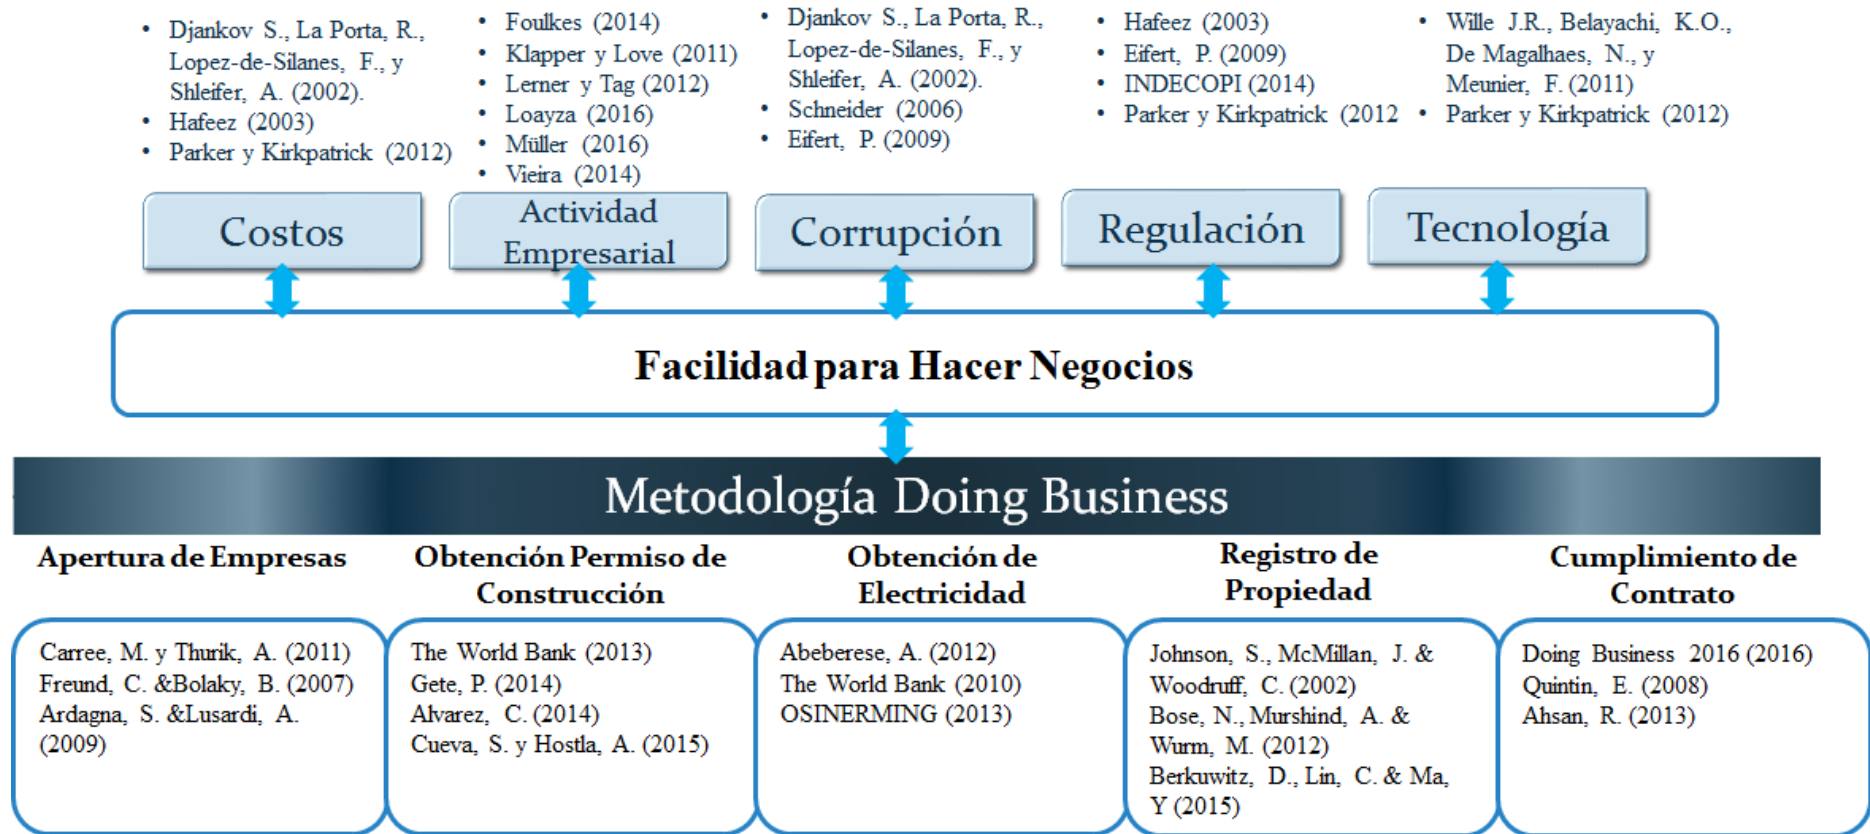 • Djankov S., La Porta, R.,
Lopez-de-Silanes, F., y
Shleifer, A. (2002).
• Hafeez (2003)
• Parker y Kirkpatrick (2012)
• Foulkes (2014)
• Klapper y Love (2011)
• Lerner y Tag (2012)
• Loayza (2016)
• Müller (2016)
• Vieira (2014)
• Djankov S., La Porta, R.,
Lopez-de-Silanes, F., y
Shleifer, A. (2002).
• Schneider (2006)
• Eifert, P. (2009)
• Hafeez (2003)
• Eifert, P. (2009)
• INDECOPI (2014)
• Parker y Kirkpatrick (2012
• Wille J.R., Belayachi, K.O.,
De Magalhaes, N., y
Meunier, F. (2011)
• Parker y Kirkpatrick (2012)
Costos
Actividad
Empresarial
Corrupción
Regulación
Tecnología
Facilidad para Hacer Negocios
Metodología Doing Business
Apertura de Empresas
Obtención Permiso de
Construcción
Obtención de
Electricidad
Registro de
Propiedad
Cumplimiento de
Contrato
Carree, M. y Thurik, A. (2011)
Freund, C. &Bolaky, B. (2007)
Ardagna, S. &Lusardi, A.
(2009)
The World Bank (2013)
Gete, P. (2014)
Alvarez, C. (2014)
Cueva, S. y Hostla, A. (2015)
Abeberese, A. (2012)
The World Bank (2010)
OSINERMING (2013)
Johnson, S., McMillan, J. &
Woodruff, C. (2002)
Bose, N., Murshind, A. &
Wurm, M. (2012)
Berkuwitz, D., Lin, C. & Ma,
Y (2015)
Doing Business 2016 (2016)
Quintin, E. (2008)
Ahsan, R. (2013)